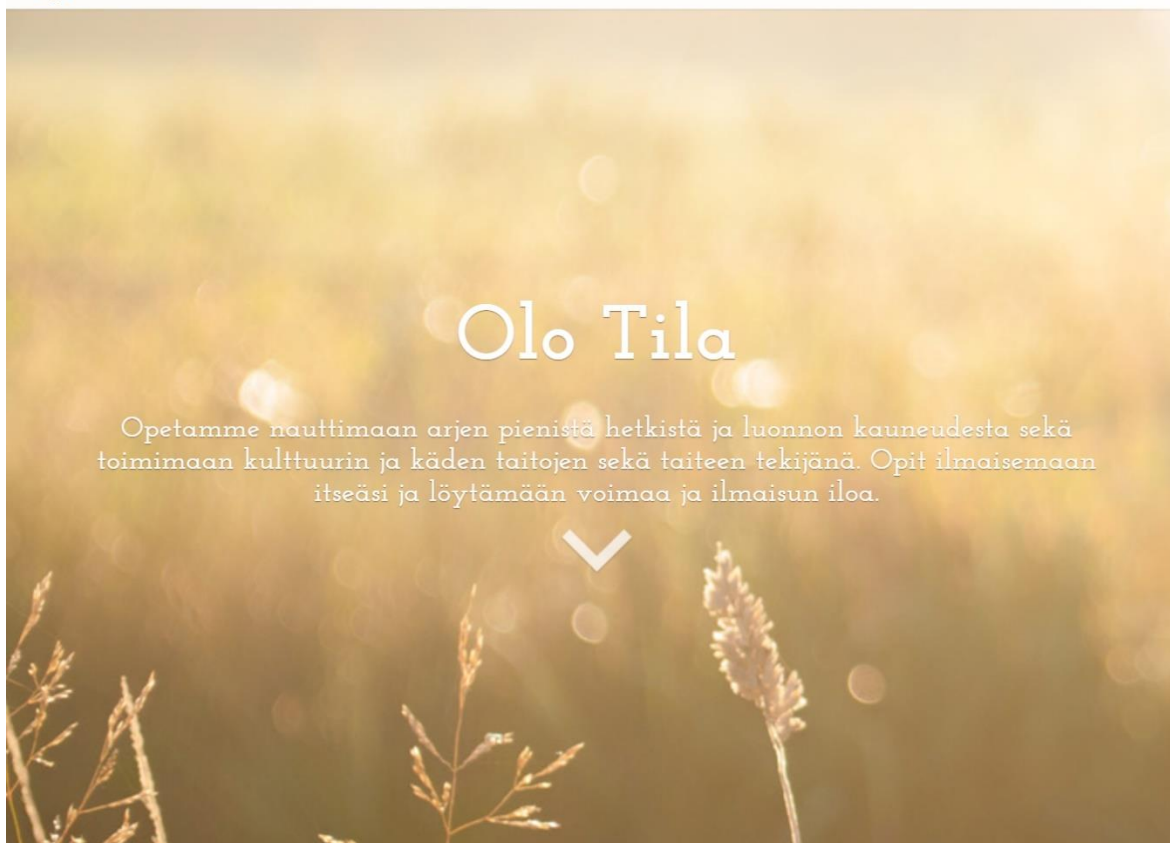 Olo Tila
Opetamme nauttimaan arjen pienistä hetkistä ja luonnon kauneudesta sekä
toimimaan kulttuurin ja käden taitojen sekä taiteen tekijänä. Opit ilmaisemaan
itseäsi ja löytämään voimaa ja ilmaisun iloa.